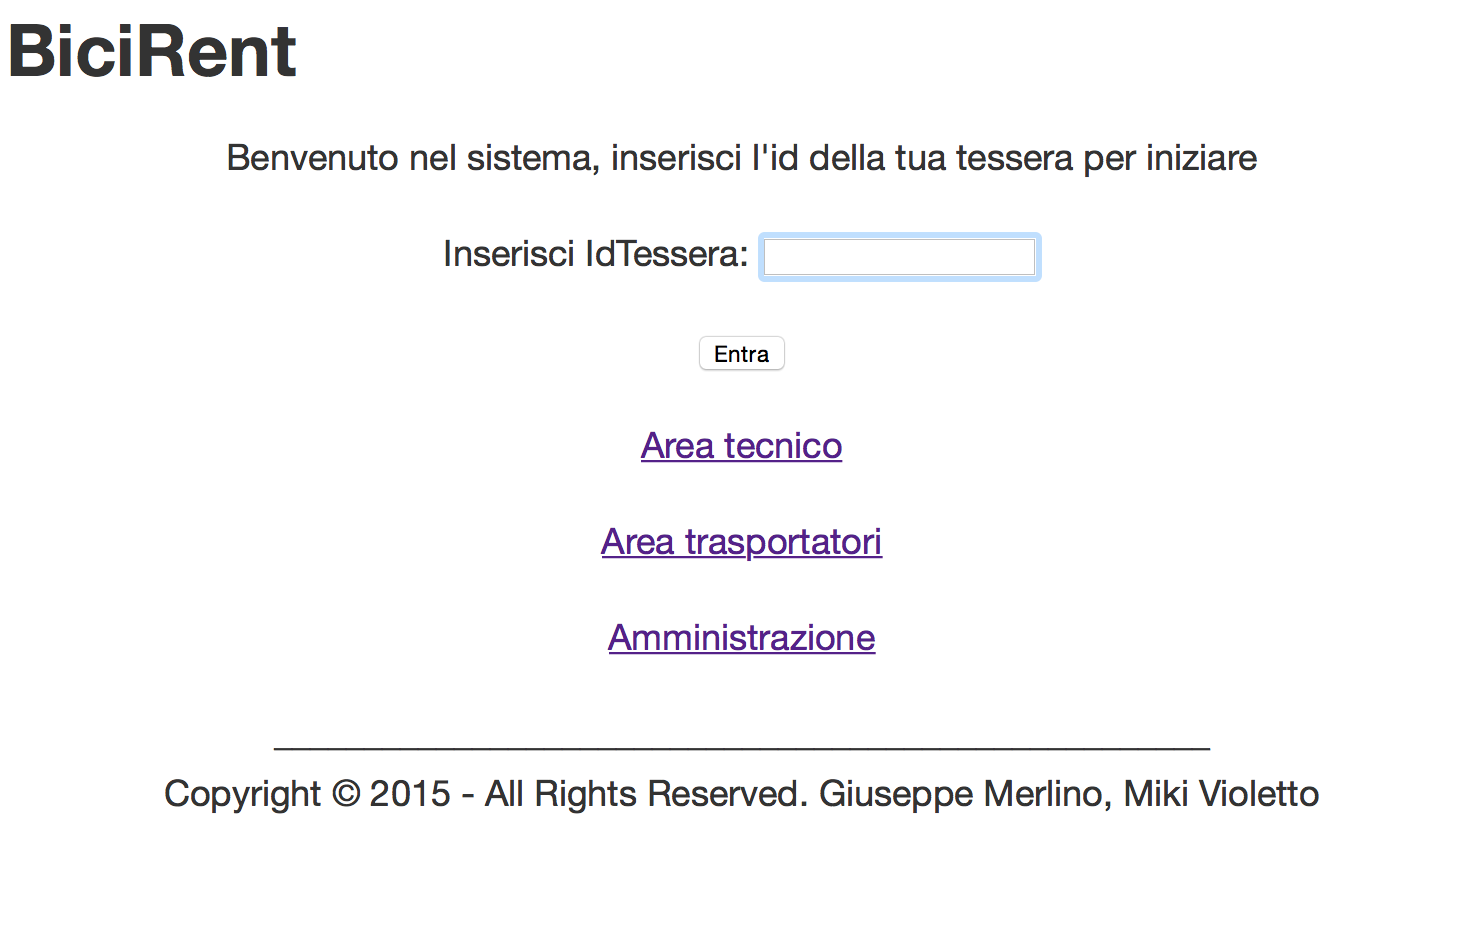 BiciRent
Benvenuto nel sistema, inserisci l'id della tua tessera per iniziare
Inserisci IdTessera:
Entra
Area tecnico
Area trasportatori
Amministrazione
Copyright © 2015 - All Rights Reserved. Giuseppe Merlino, Miki Violetto